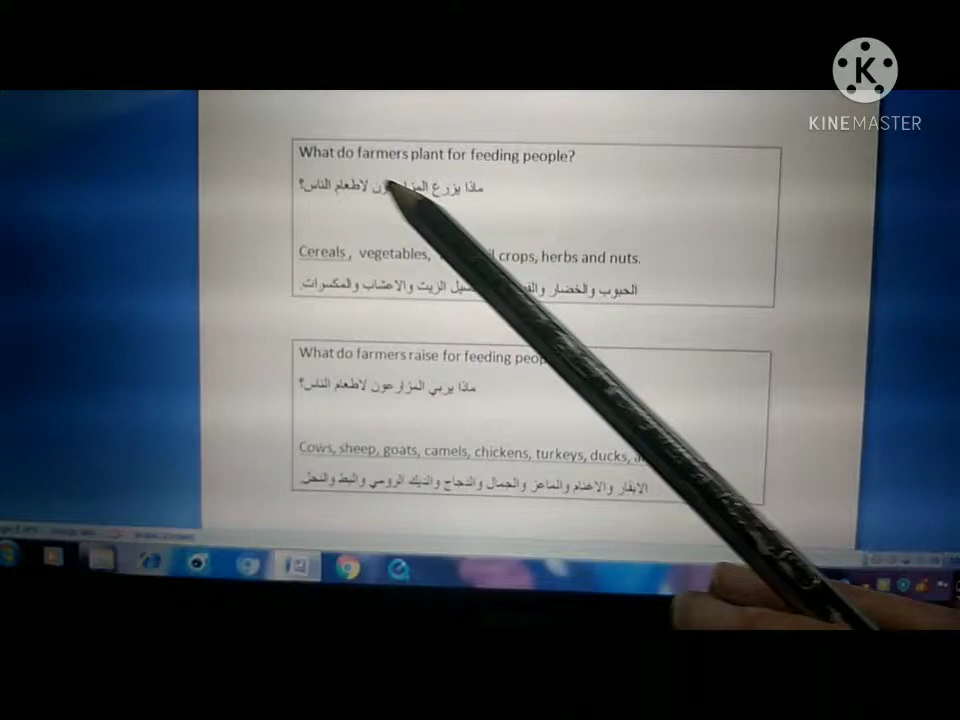 K
KINEMASTER
What do farmers plant for feeding people?
ماذا يزرع لاطعام الناس؟
Cereals, vegetables, crops, herbs and nuts.
الحبوب والخضار الزيت والاعشاب والمكسرات.
What do farmers raise for feeding
ماذا يربي المزارعون لاطعام الناس؟
Cows, sheep, goats, camels, chickens, turkeys, ducks,
الابقار والاغنام والماعز والجمال والدجاج والديك الرومي والبط والنحل.